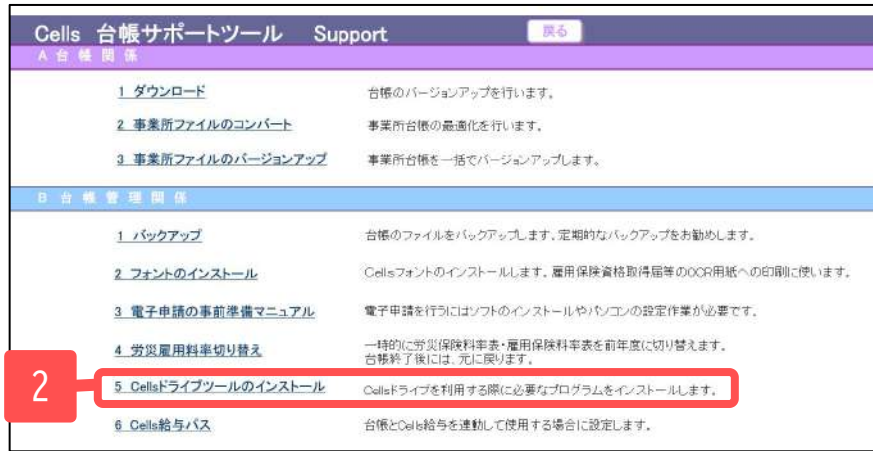 Cells 台帳サポートツール Support 戻る
A 台帳関係
1 ダウンロード 台帳のバージョンアップを行います。
2 事業所ファイルのコンバート 事業所台帳の最適化を行います。
3 事業所ファイルのバージョンアップ 事業所台帳を一括でバージョンアップします。
B 台帳管理関係
1 バックアップ 台帳のファイルをバックアップします。定期的なバックアップをお勧めします。
2 フォントのインストール Cellsフォントのインストールします。雇用保険資格取得届等のOCR用紙への印刷に使います。
3 電子申請の事前準備マニュアル 電子申請を行うにはソフトのインストールやパソコンの設定作業が必要です。
4 労災雇用料率切り替え 一時的に労災保険料率表・雇用保険料率表を前年度に切り替えます。
台帳終了後には、元に戻ります。
2 5 Cellsドライブツールのインストール Cellsドライブを利用する際に必要なプログラムをインストールします。
6 Cells給与パス 台帳とCells給与を連動して使用する場合に設定します。